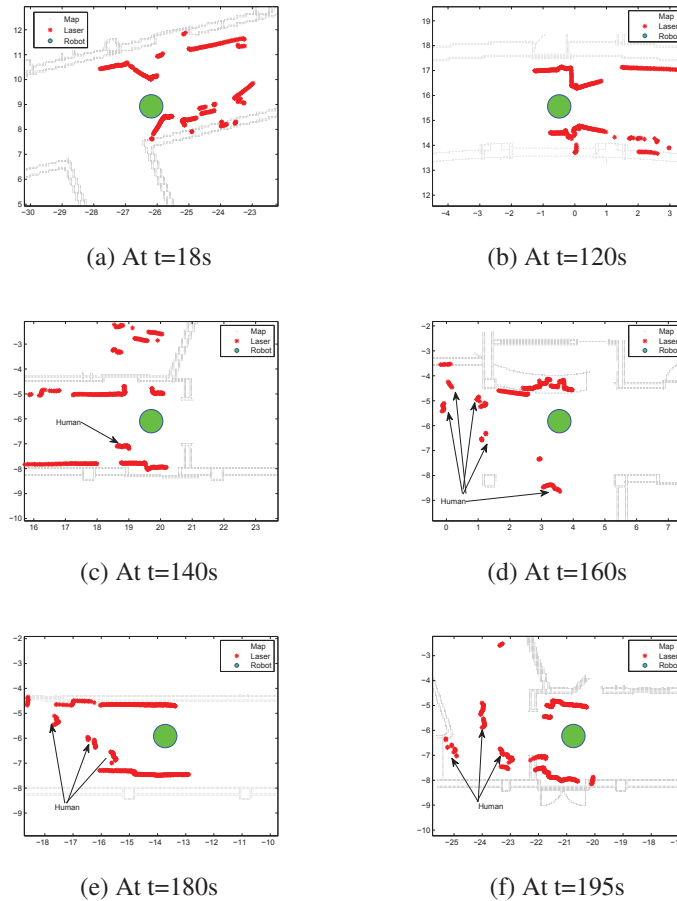 Map
Laser
Robot
12
11
10
9
8
7
6
5
−30 −29 −28 −27 −26 −25 −24 −23
(a) At t=18s
Map
Laser
Robot
19
18
17
16
15
14
13
12
−4 −3 −2 −1 0 1 2 3
(b) At t=120s
Map
Laser
Robot
−3
−4
−5
−6
−7
−8
−9
−10
Human
16 17 18 19 20 21 22 23
(c) At t=140s
Map
Laser
Robot
−2
−3
−4
−5
−6
−7
−8
−9
Human
0 1 2 3 4 5 6 7
(d) At t=160s
Map
Laser
Robot
−2
−3
−4
−5
−6
−7
−8
−9
Human
−18 −17 −16 −15 −14 −13 −12 −11 −10
(e) At t=180s
Map
Laser
Robot
−3
−4
−5
−6
−7
−8
−9
−10
Human
−25 −24 −23 −22 −21 −20 −19 −18
(f) At t=195s